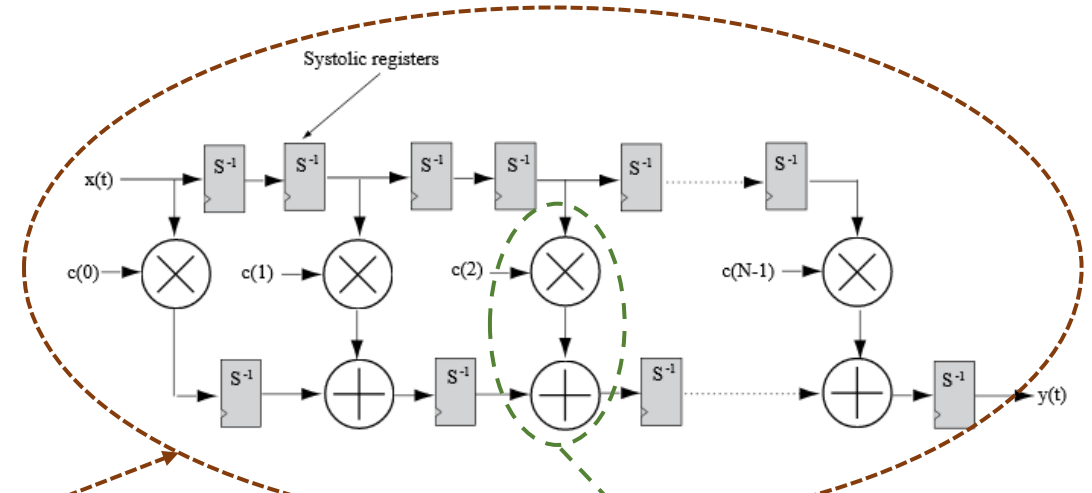 Systolic registers
x(t)
S⁻¹
S⁻¹
S⁻¹
S⁻¹
S⁻¹
S⁻¹
c(0)
c(1)
c(2)
c(N-1)
S⁻¹
S⁻¹
S⁻¹
S⁻¹
y(t)